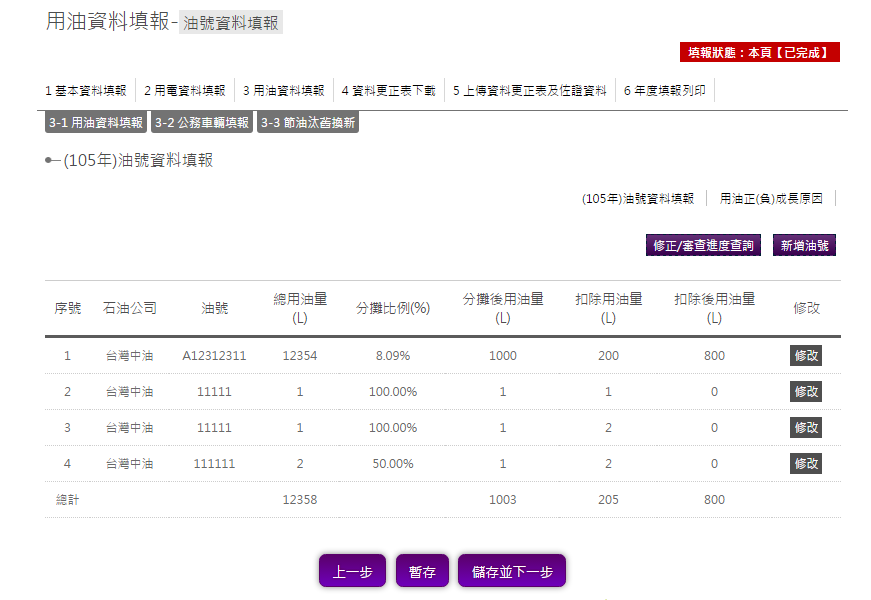 用油資料填報-油號資料填報
填報狀態：本頁【已完成】
1 基本資料填報 2 用電資料填報 3 用油資料填報 4 資料更正表下載 5 上傳資料更正表及佐證資料 6 年度填報列印
3-1 用油資料填報 3-2 公務車輛填報 3-3 節油汰舊換新
(105年)油號資料填報
(105年)油號資料填報 用油正(負)成長原因
修正/審查進度查詢 新增油號
序號 石油公司 油號 總用油量(L) 分攤比例(%) 分攤後用油量(L) 扣除用油量(L) 扣除後用油量(L) 修改
1 台灣中油 A12312311 12354 8.09% 1000 200 800 修改
2 台灣中油 11111 1 100.00% 1 1 0 修改
3 台灣中油 11111 1 100.00% 1 2 0 修改
4 台灣中油 111111 2 50.00% 1 2 0 修改
總計 12358 1003 205 800
上一步 暫存 儲存並下一步